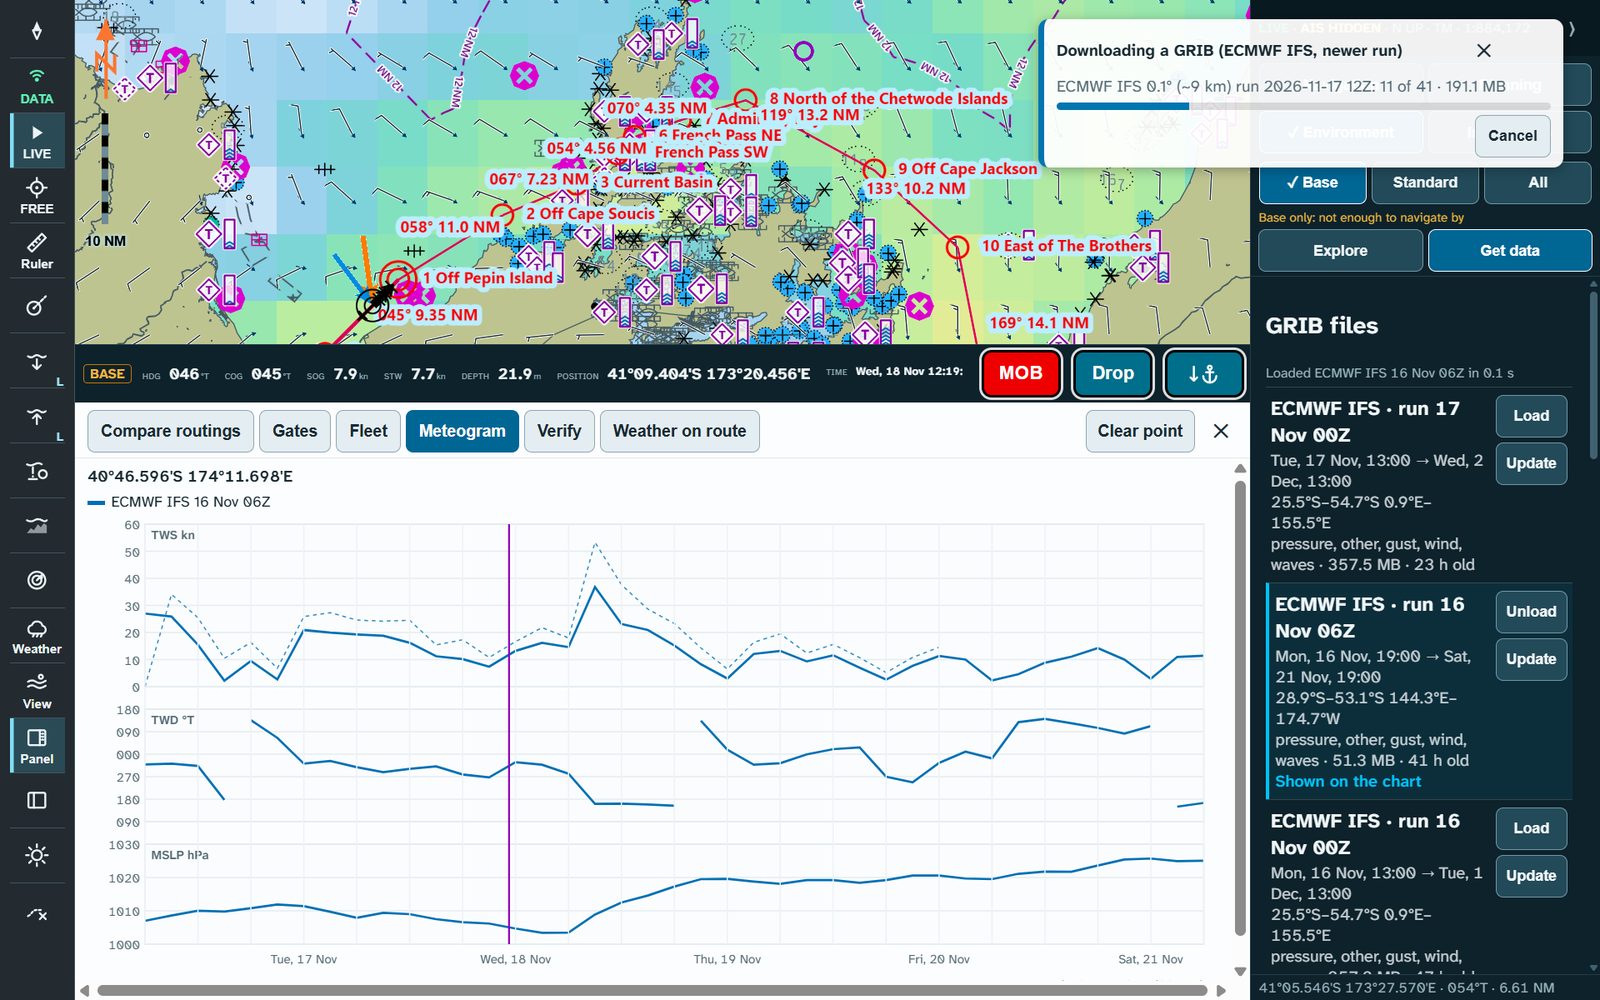 DATA
LIVE
FREE
Ruler
L
L
Weather
View
Panel
10 NM
12-NM
12-NM
12 NM
12-NM
12 NM
12 NM
27
57
070° 4.35 NM
8 North of the Chetwode Islands
7 Admi
119° 13.2 NM
6 French Pass NE
054° 4.56 NM
French Pass SW
067° 7.23 NM
3 Current Basin
9 Off Cape Jackson
133° 10.2 NM
2 Off Cape Soucis
058° 11.0 NM
10 East of The Brothers
1 Off Pepin Island
045° 9.35 NM
169° 14.1 NM
Downloading a GRIB (ECMWF IFS, newer run)
ECMWF IFS 0.1° (~9 km) run 2026-11-17 12Z: 11 of 41 · 191.1 MB
Cancel
✓ Environment
✓ Base
Standard
All
Base only: not enough to navigate by
Explore
Get data
BASE
HDG 046 °T
COG 045 °T
SOG 7.9 kn
STW 7.7 kn
DEPTH 21.9 m
POSITION 41°09.404'S 173°20.456'E
TIME Wed, 18 Nov 12:19:
MOB
Drop
Compare routings
Gates
Fleet
Meteogram
Verify
Weather on route
Clear point
40°46.596'S 174°11.698'E
ECMWF IFS 16 Nov 06Z
TWS kn
60
50
40
30
20
10
0
TWD °T
180
090
000
270
180
090
MSLP hPa
1030
1020
1010
1000
Tue, 17 Nov
Wed, 18 Nov
Thu, 19 Nov
Fri, 20 Nov
Sat, 21 Nov
GRIB files
Loaded ECMWF IFS 16 Nov 06Z in 0.1 s
ECMWF IFS · run 17
Nov 00Z
Load
Update
Tue, 17 Nov, 13:00 → Wed, 2
Dec, 13:00
25.5°S–54.7°S 0.9°E–
155.5°E
pressure, other, gust, wind,
waves · 357.5 MB · 23 h old
ECMWF IFS · run 16
Nov 06Z
Unload
Update
Mon, 16 Nov, 19:00 → Sat,
21 Nov, 19:00
28.9°S–53.1°S 144.3°E–
174.7°W
pressure, other, gust, wind,
waves · 51.3 MB · 41 h old
Shown on the chart
ECMWF IFS · run 16
Nov 00Z
Load
Update
Mon, 16 Nov, 13:00 → Tue, 1
Dec, 13:00
25.5°S–54.7°S 0.9°E–
155.5°E
pressure, other, gust, wind,
41°05.546'S 173°27.570'E · 054°T · 6.61 NM